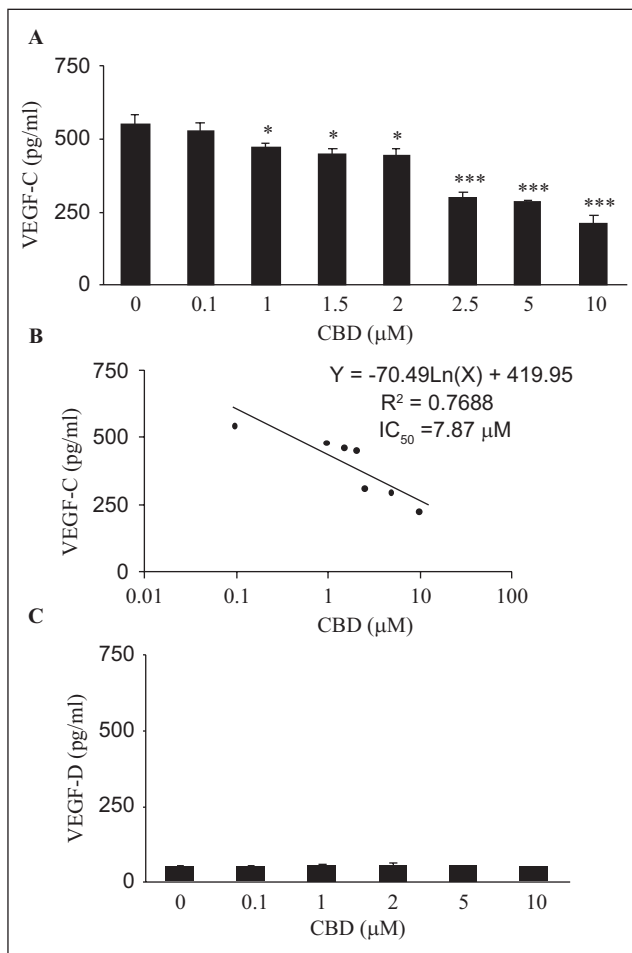 A
750
500
250
0
VEGF-C (pg/ml)
* * * *** *** ***
0 0.1 1 1.5 2 2.5 5 10
CBD (μM)
B
Y = -70.49Ln(X) + 419.95
R² = 0.7688
IC₅₀ =7.87 μM
750
500
250
0
VEGF-C (pg/ml)
0.01 0.1 1 10 100
CBD (μM)
C
750
500
250
0
VEGF-D (pg/ml)
0 0.1 1 2 5 10
CBD (μM)